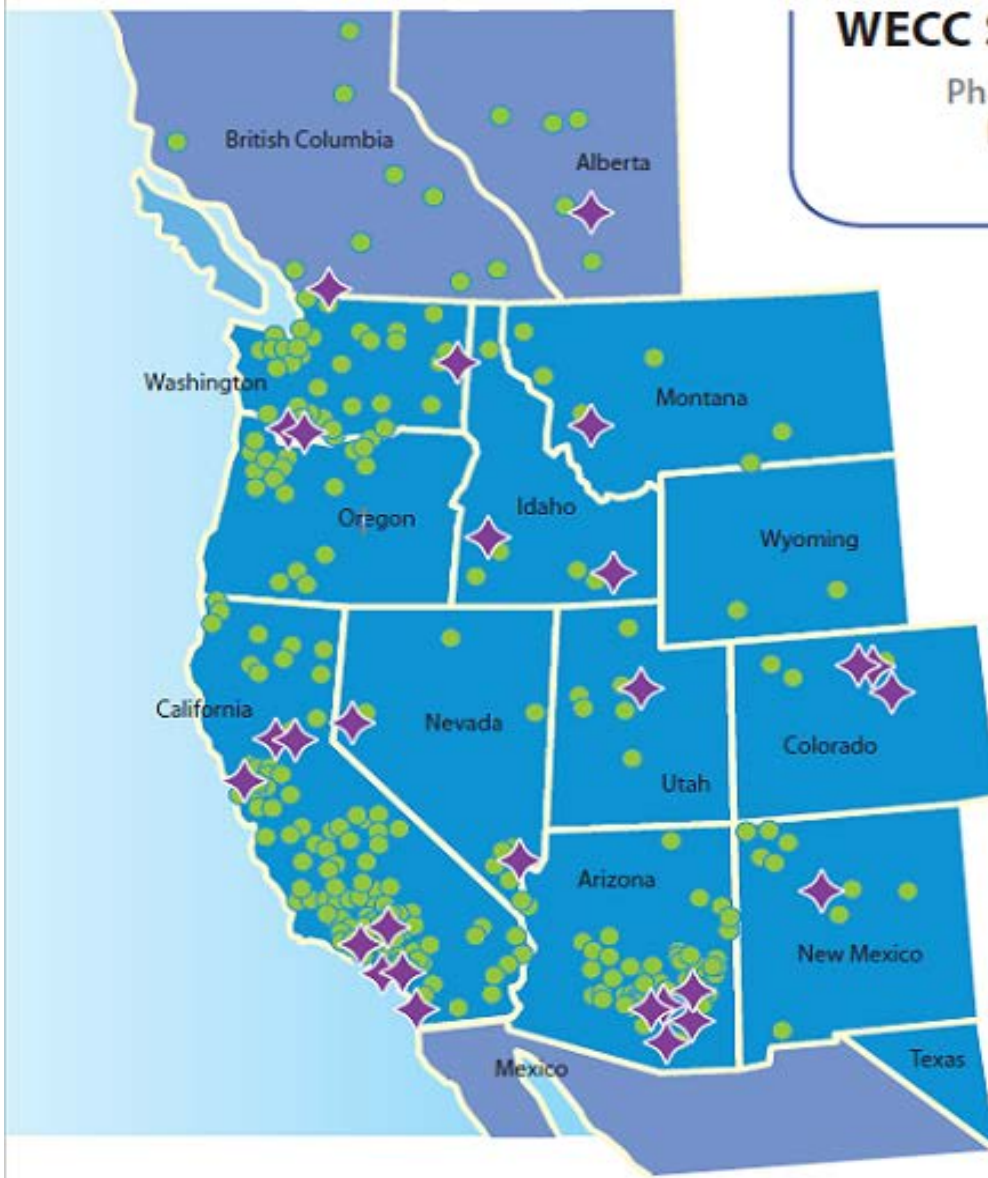 WECC
Ph
British Columbia
Alberta
Washington
Montana
Idaho
Oregon
Wyoming
California
Nevada
Colorado
Utah
Arizona
New Mexico
Mexico
Texas